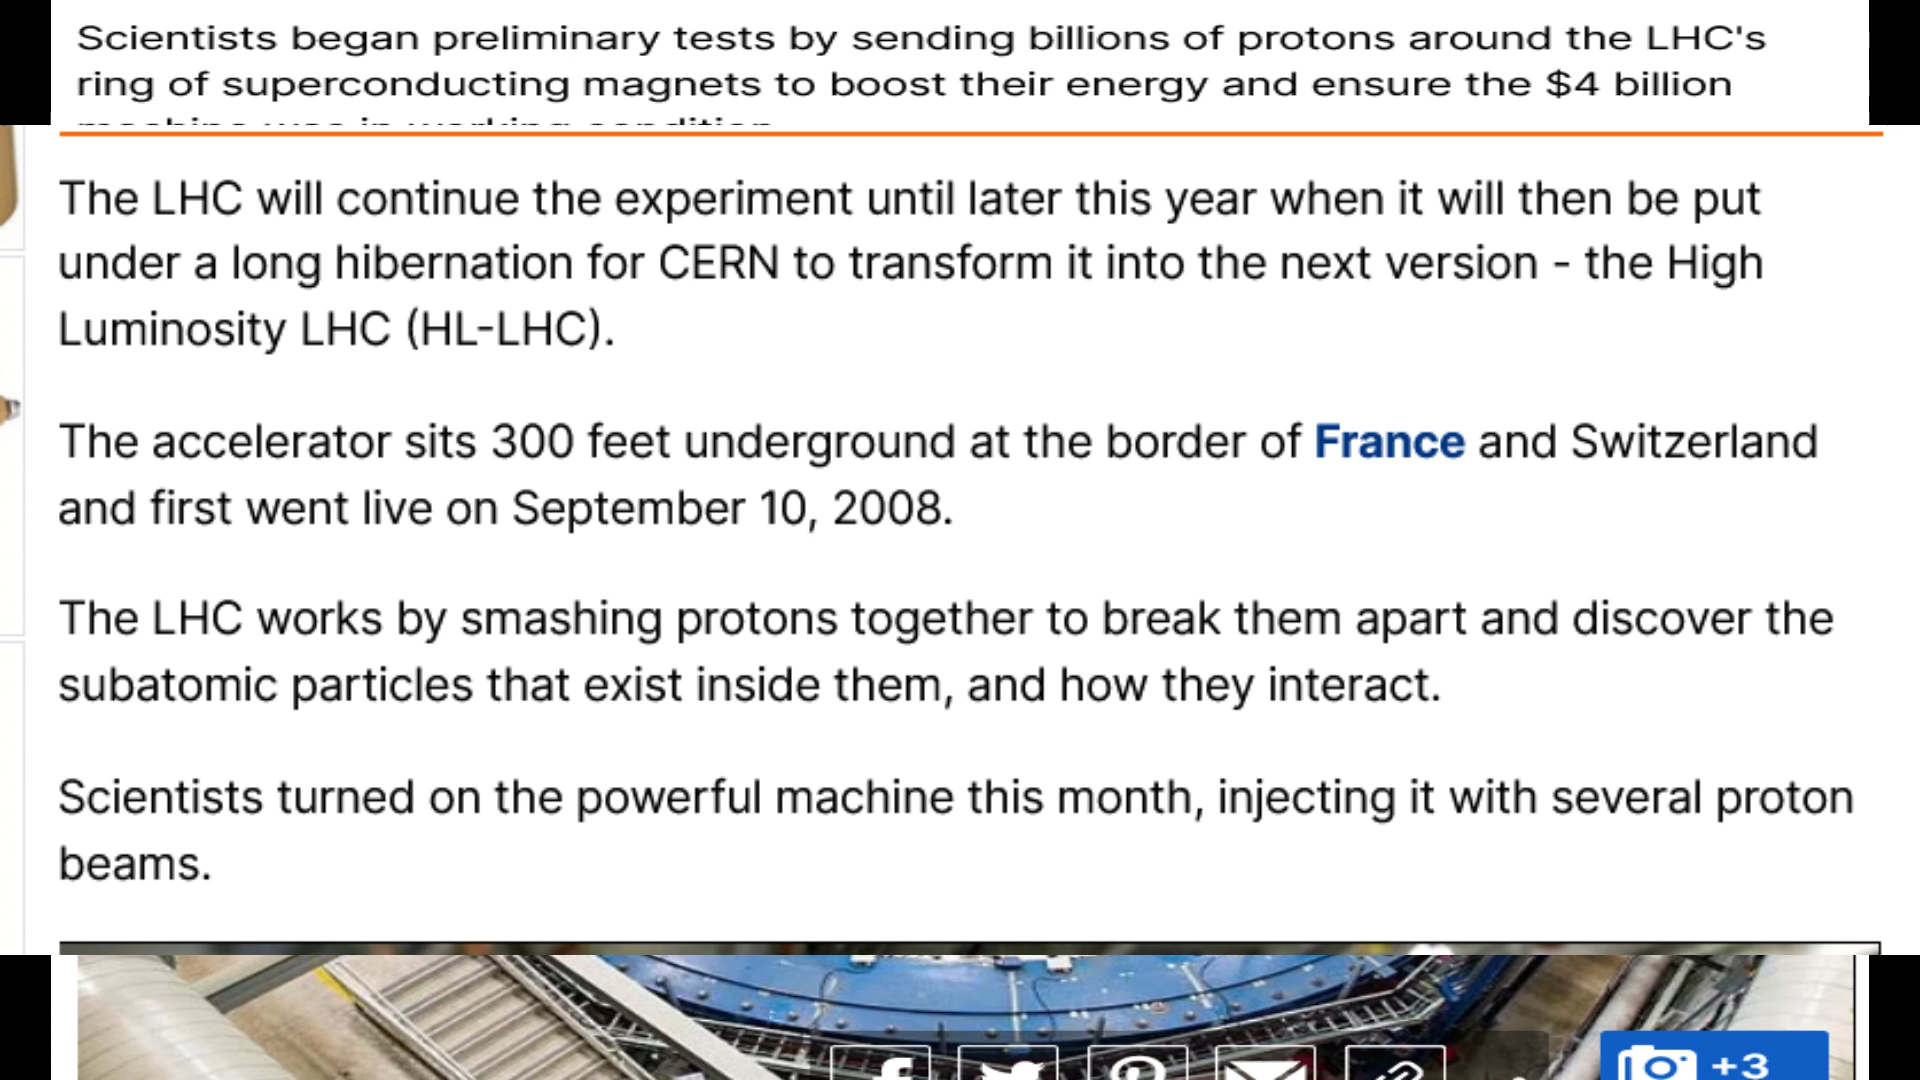 Scientists began preliminary tests by sending billions of protons around the LHC's
ring of superconducting magnets to boost their energy and ensure the $4 billion
machine was in working condition
The LHC will continue the experiment until later this year when it will then be put
under a long hibernation for CERN to transform it into the next version - the High
Luminosity LHC (HL-LHC).
The accelerator sits 300 feet underground at the border of France and Switzerland
and first went live on September 10, 2008.
The LHC works by smashing protons together to break them apart and discover the
subatomic particles that exist inside them, and how they interact.
Scientists turned on the powerful machine this month, injecting it with several proton
beams.
+3